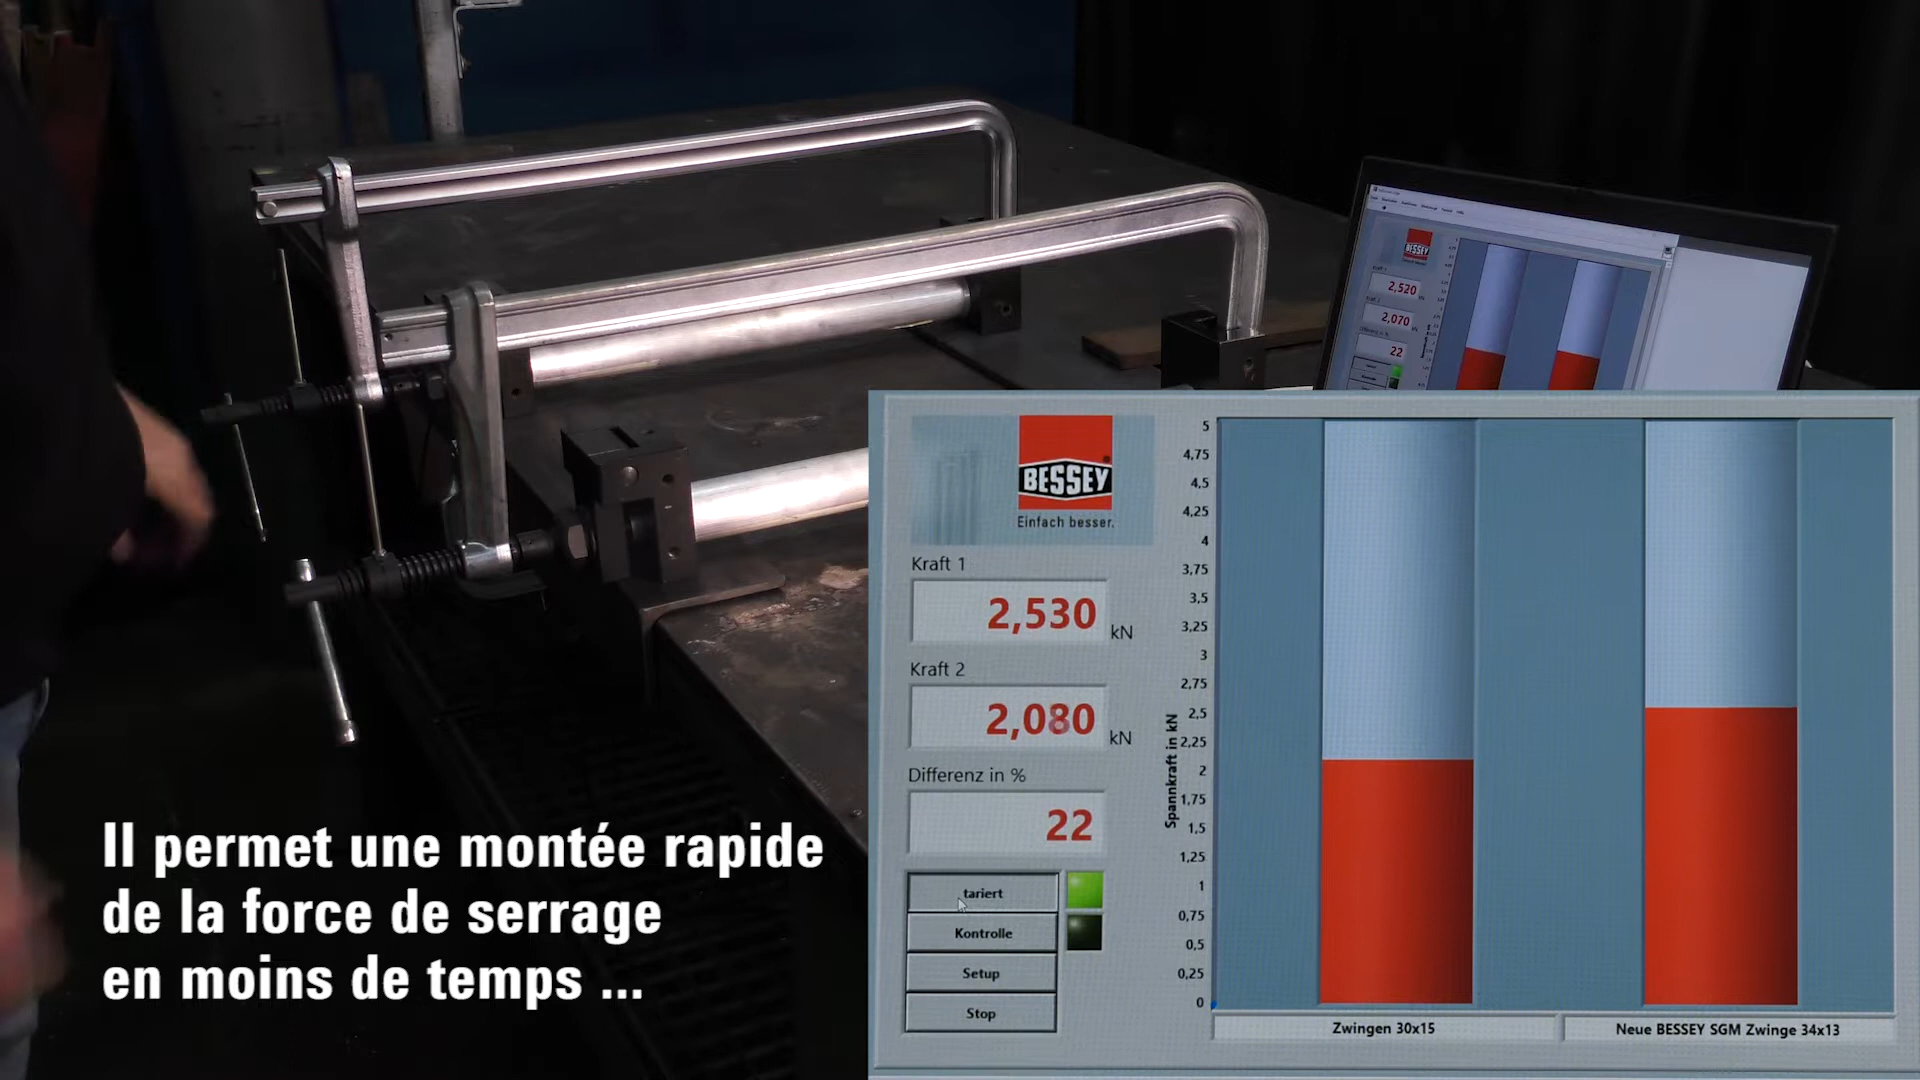 BESSEY
2,520
2,070
22
BESSEY
Einfach besser.
Kraft 1
2,530 kN
Kraft 2
2,080 kN
Differenz in %
22
tariert
Kontrolle
Setup
Stop
Spannkraft in kN
5
4,75
4,5
4,25
4
3,75
3,5
3,25
3
2,75
2,5
2,25
2
1,75
1,5
1,25
1
0,75
0,5
0,25
0
Zwingen 30x15
Neue BESSEY SGM Zwinge 34x13
Il permet une montée rapide
de la force de serrage
en moins de temps ...